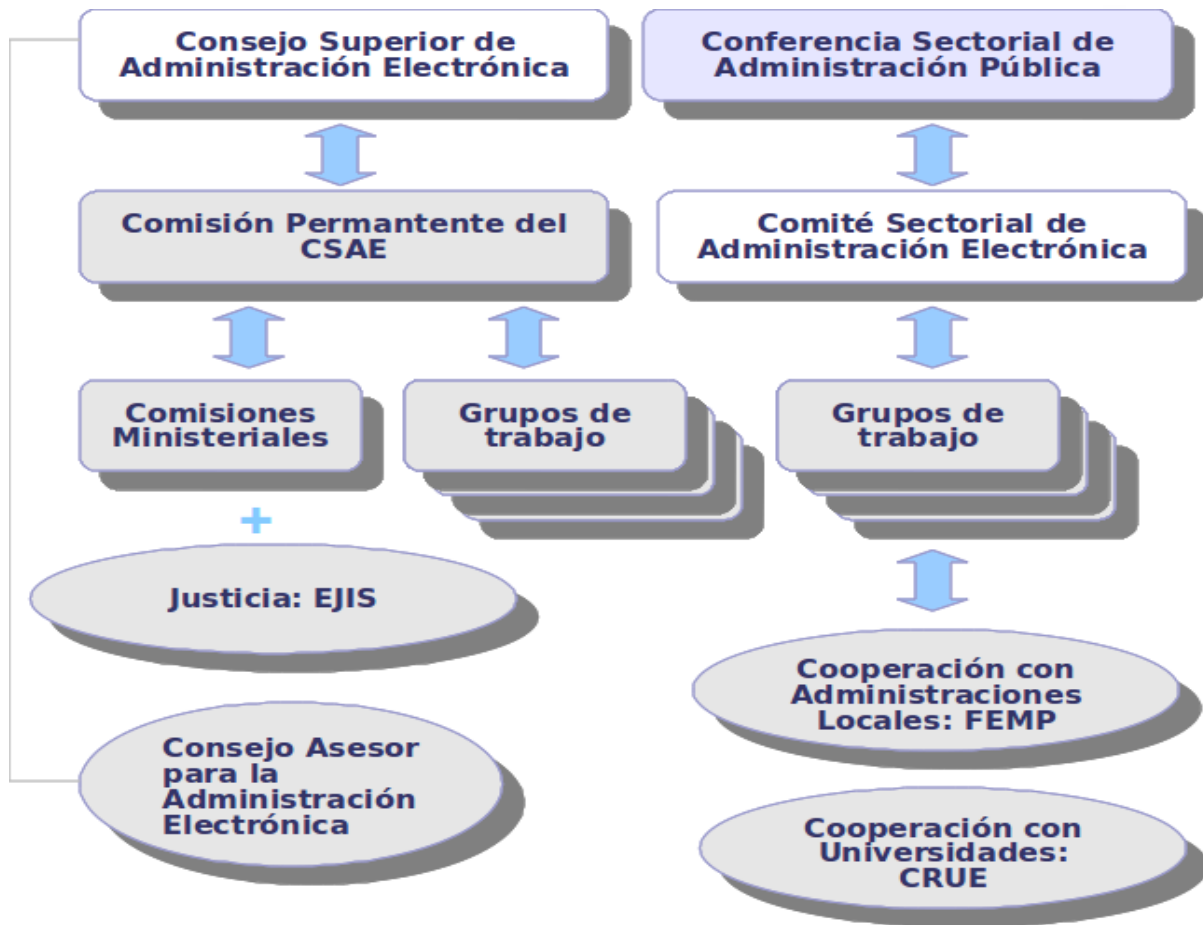 Consejo Superior de
Administración Electrónica
Conferencia Sectorial de
Administración Pública
Comisión Permantente del
CSAE
Comité Sectorial de
Administración Electrónica
Comisiones
Ministeriales
Grupos de
trabajo
Grupos de
trabajo
+
Justicia: EJIS
Cooperación con
Administraciones
Locales: FEMP
Consejo Asesor
para la
Administración
Electrónica
Cooperación con
Universidades:
CRUE